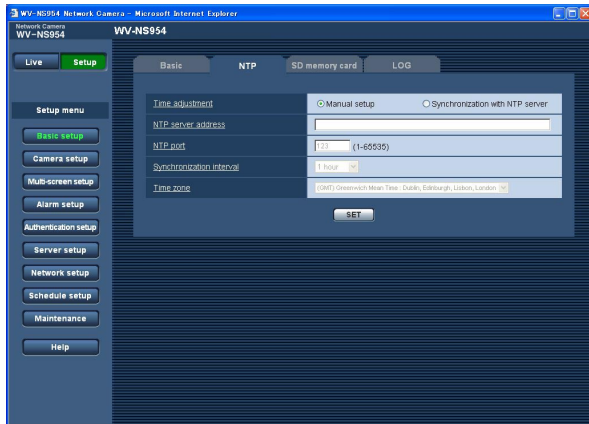 WV-NS954 Network Camera - Microsoft Internet Explorer
Network Camera
WV-NS954
WV-NS954
Live Setup
Basic NTP SD memory card LOG
Setup menu
Basic setup
Camera setup
Multi-screen setup
Alarm setup
Authentication setup
Server setup
Network setup
Schedule setup
Maintenance
Help
Time adjustment Manual setup Synchronization with NTP server
NTP server address
NTP port 123 (1-65535)
Synchronization interval 1 hour
Time zone (GMT) Greenwich Mean Time : Dublin, Edinburgh, Lisbon, London
SET